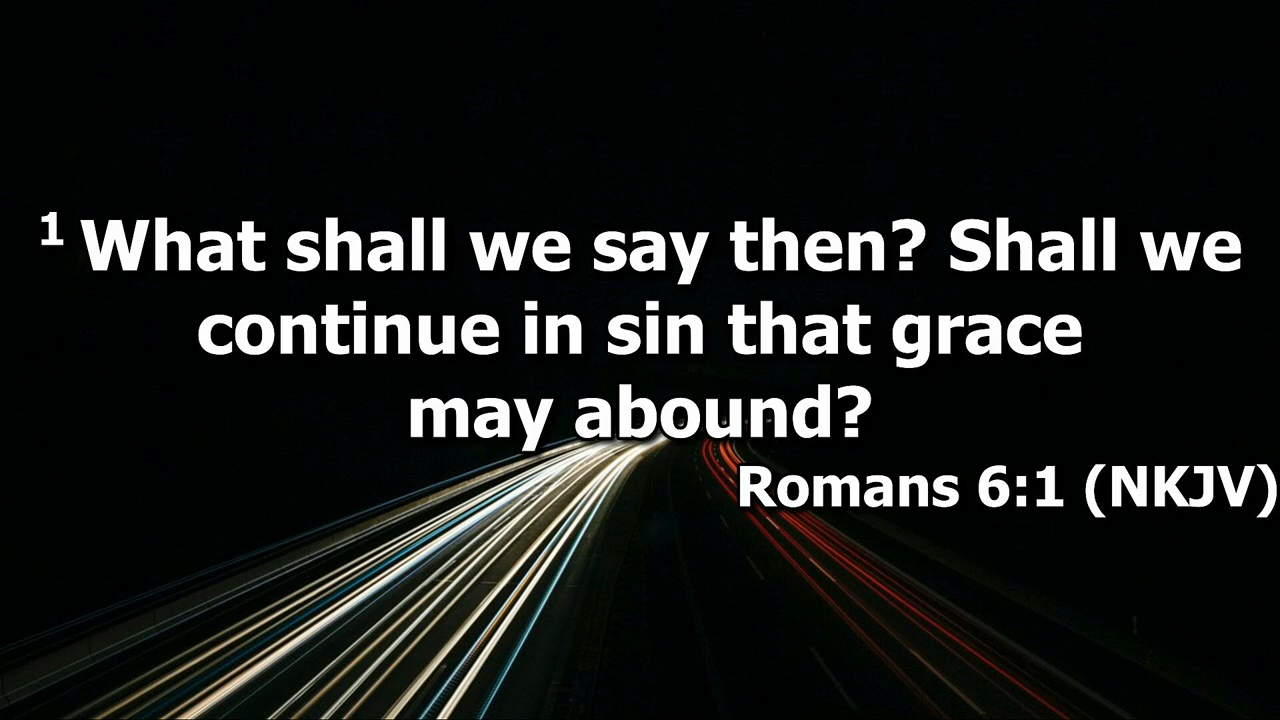 1 What shall we say then? Shall we
continue in sin that grace
may abound?
Romans 6:1 (NKJV)